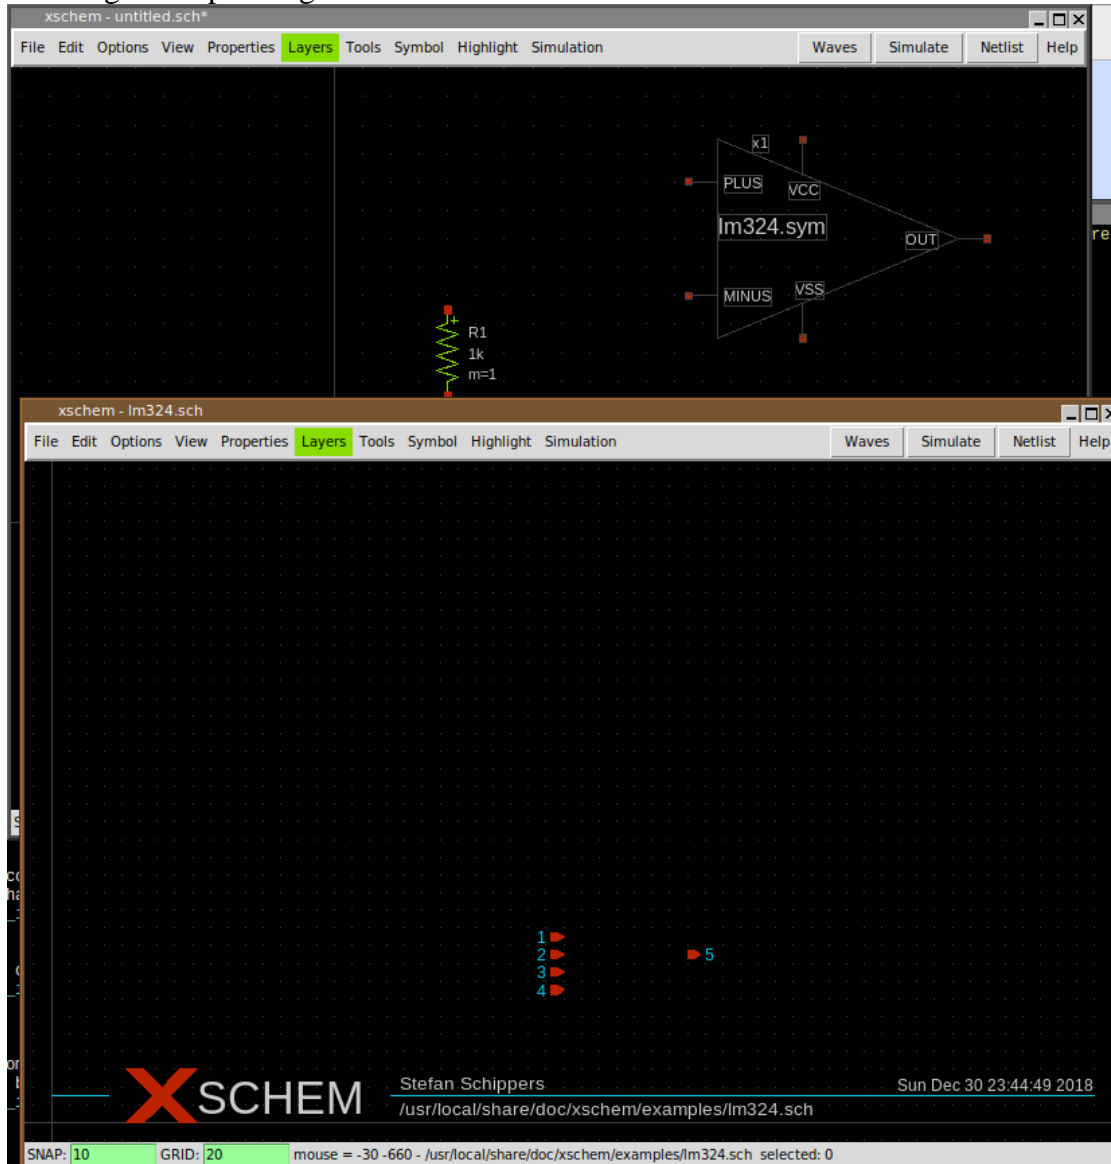 xschem - untitled.sch*
File Edit Options View Properties Layers Tools Symbol Highlight Simulation Waves Simulate Netlist Help
x1
PLUS
VCC
lm324.sym
OUT
re
MINUS
VSS
+
R1
1k
m=1
xschem - lm324.sch
File Edit Options View Properties Layers Tools Symbol Highlight Simulation Waves Simulate Netlist Help
1
2
5
3
4
XSCHEM
Stefan Schippers
Sun Dec 30 23:44:49 2018
/usr/local/share/doc/xschem/examples/lm324.sch
SNAP: 10 GRID: 20 mouse = -30 -660 - /usr/local/share/doc/xschem/examples/lm324.sch selected: 0